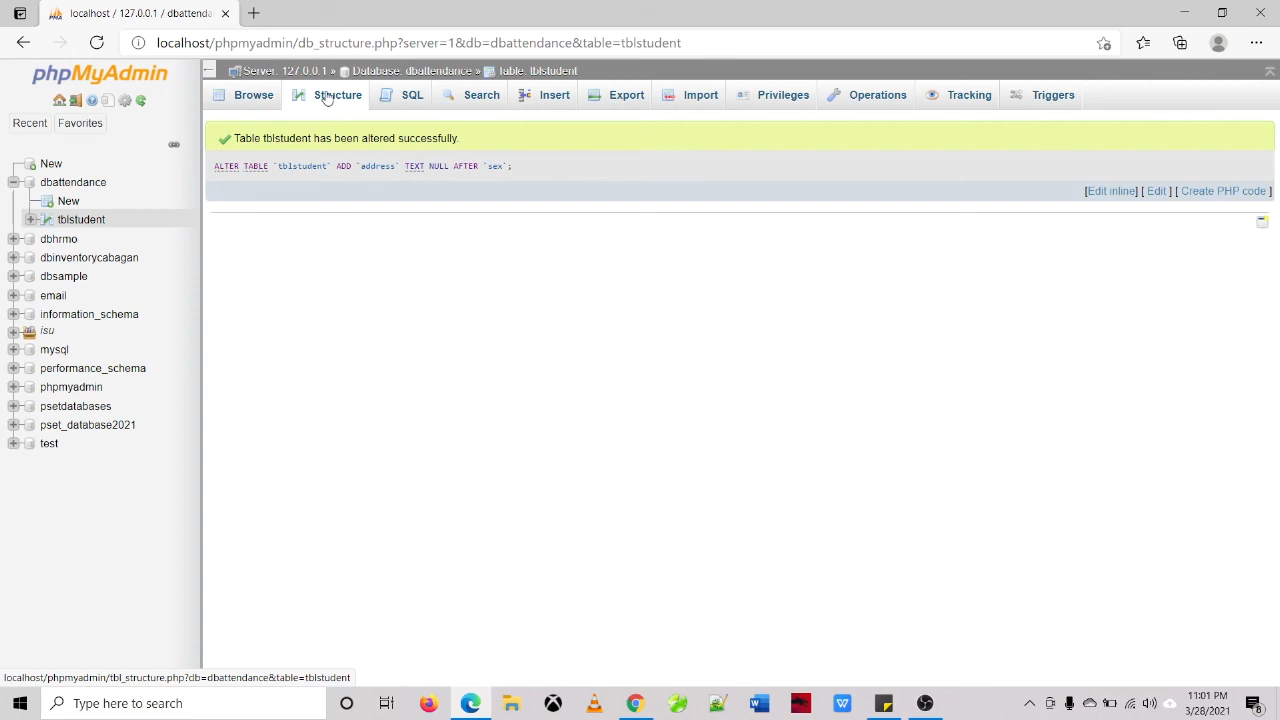 localhost / 127.0.0.1 / dbattendanc
localhost/phpmyadmin/db_structure.php?server=1&db=dbattendance&table=tblstudent
phpMyAdmin
Recent
Favorites
New
dbattendance
New
tblstudent
dbhrmo
dbinventorycabagan
dbsample
email
information_schema
isu
mysql
performance_schema
phpmyadmin
psetdatabases
pset_database2021
test
Server: 127.0.0.1 » Database: dbattendance » Table: tblstudent
Browse Structure SQL Search Insert Export Import Privileges Operations Tracking Triggers
Table tblstudent has been altered successfully.
ALTER TABLE `tblstudent` ADD `address` TEXT NULL AFTER `sex`;
[Edit inline] [ Edit ] [ Create PHP code ]
localhost/phpmyadmin/tbl_structure.php?db=dbattendance&table=tblstudent
Type here to search
11:01 PM
3/28/2021